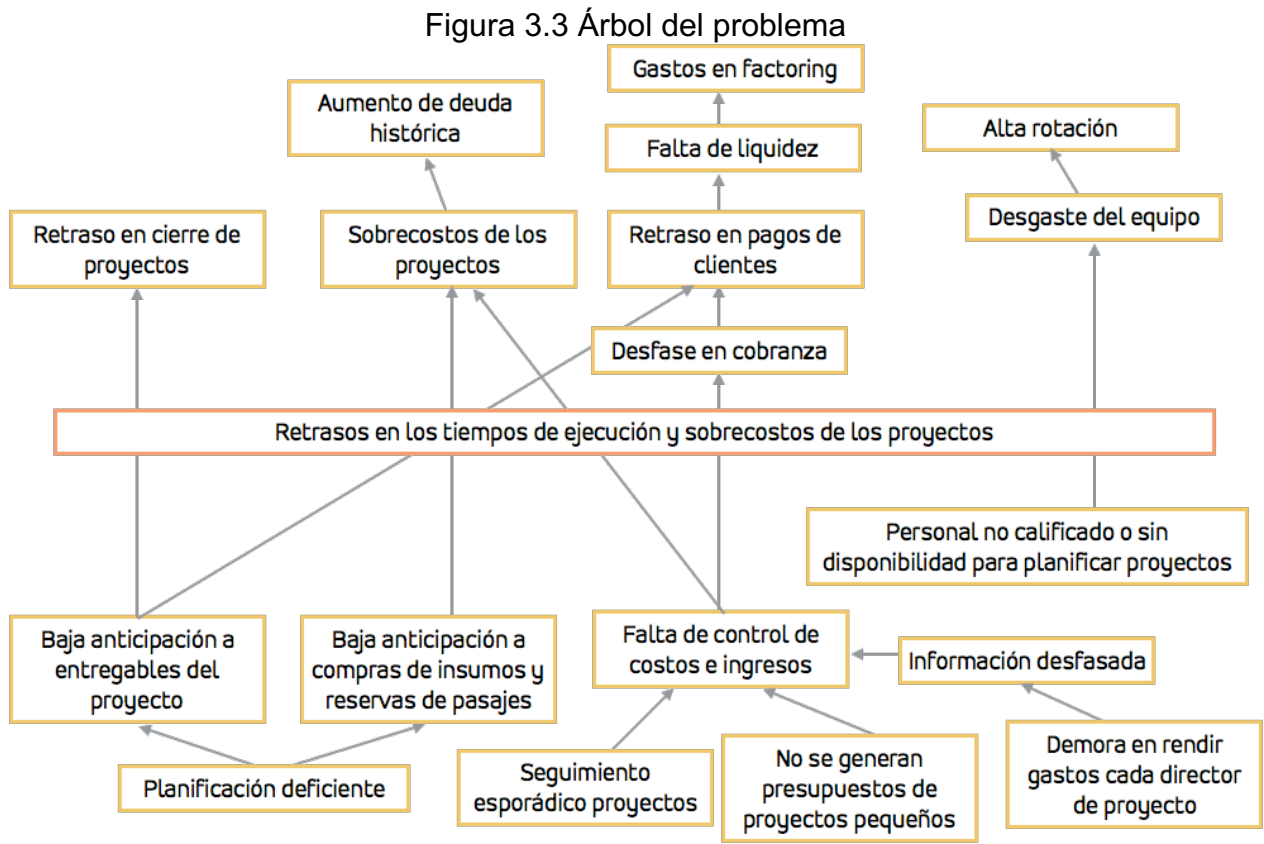 Figura 3.3 Árbol del problema
Gastos en factoring
Aumento de deuda
histórica
Falta de liquidez
Alta rotación
Retraso en cierre de
proyectos
Sobrecostos de los
proyectos
Retraso en pagos de
clientes
Desgaste del equipo
Desfase en cobranza
Retrasos en los tiempos de ejecución y sobrecostos de los proyectos
Personal no calificado o sin
disponibilidad para planificar proyectos
Baja anticipación a
entregables del
proyecto
Baja anticipación a
compras de insumos y
reservas de pasajes
Falta de control de
costos e ingresos
Información desfasada
Planificación deficiente
Seguimiento
esporádico proyectos
No se generan
presupuestos de
proyectos pequeños
Demora en rendir
gastos cada director
de proyecto